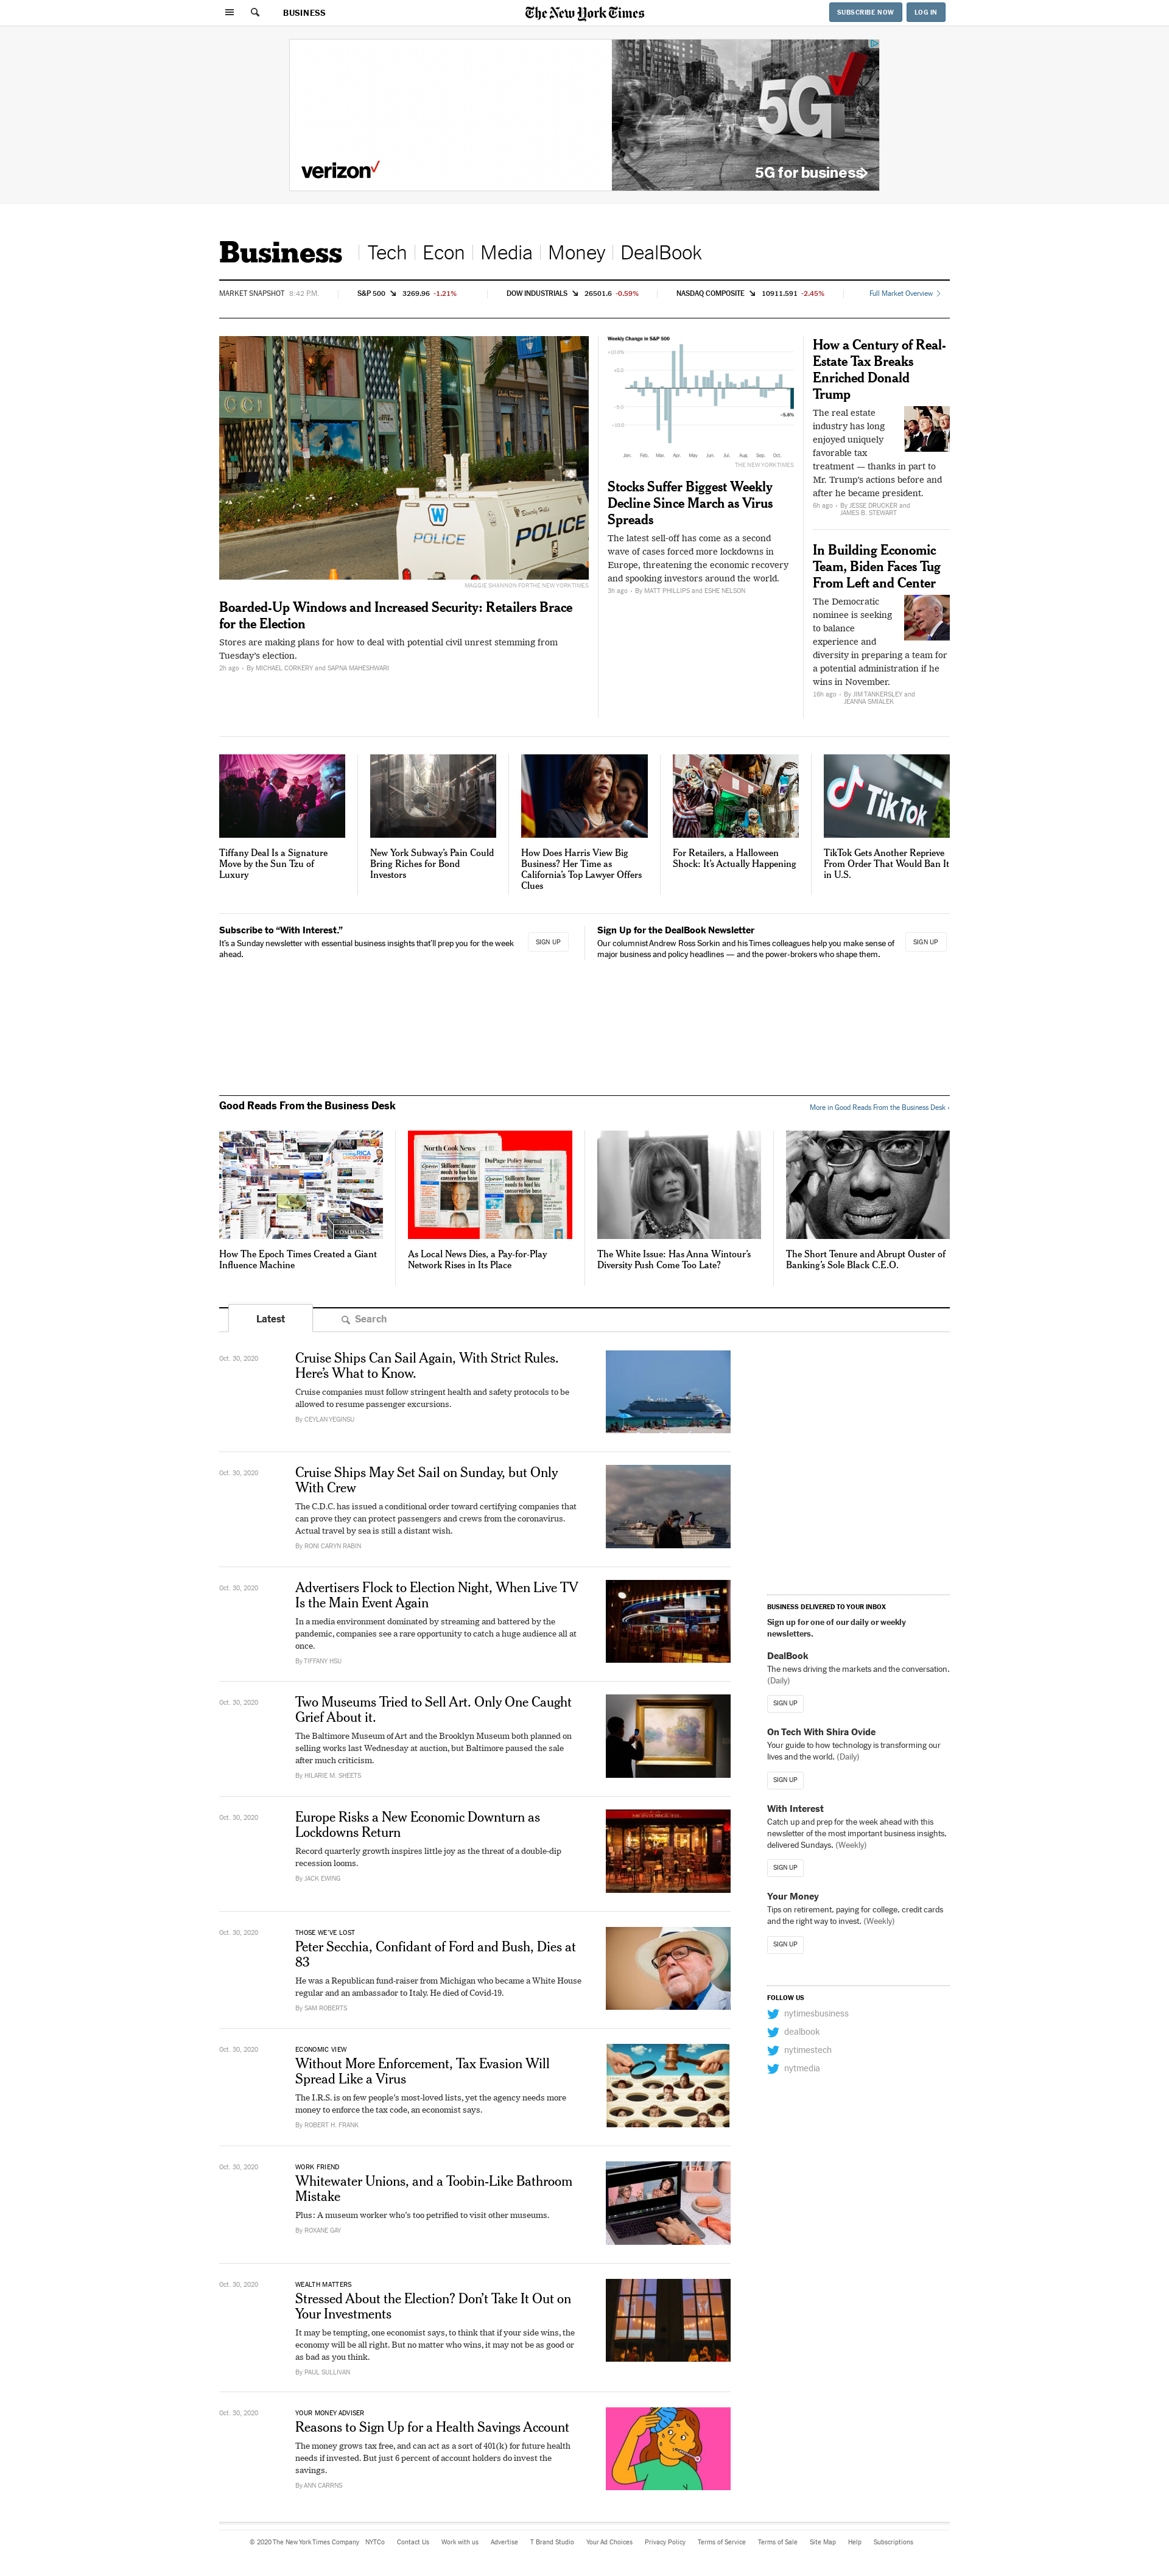 BUSINESS
The New York Times
SUBSCRIBE NOW
LOG IN
verizon
5G
5G for business
Business
Tech
Econ
Media
Money
DealBook
MARKET SNAPSHOT 8:42 P.M.
S&P 500 3269.96 -1.21%
DOW INDUSTRIALS 26501.6 -0.59%
NASDAQ COMPOSITE 10911.591 -2.45%
Full Market Overview
POLICE
Beverly Hills
POLICE
MAGGIE SHANNON FOR THE NEW YORK TIMES
Boarded-Up Windows and Increased Security: Retailers Brace
for the Election
Stores are making plans for how to deal with potential civil unrest stemming from
Tuesday's election.
2h ago • By MICHAEL CORKERY and SAPNA MAHESHWARI
Weekly Change in S&P 500
+10.0%
+5.0
–5.0
–5.6%
–10.0
Jan. Feb. Mar. Apr. May Jun. Jul. Aug. Sep. Oct.
THE NEW YORK TIMES
Stocks Suffer Biggest Weekly
Decline Since March as Virus
Spreads
The latest sell-off has come as a second
wave of cases forced more lockdowns in
Europe, threatening the economic recovery
and spooking investors around the world.
3h ago • By MATT PHILLIPS and ESHE NELSON
How a Century of Real-
Estate Tax Breaks
Enriched Donald
Trump
The real estate
industry has long
enjoyed uniquely
favorable tax
treatment — thanks in part to
Mr. Trump's actions before and
after he became president.
6h ago • By JESSE DRUCKER and
JAMES B. STEWART
In Building Economic
Team, Biden Faces Tug
From Left and Center
The Democratic
nominee is seeking
to balance
experience and
diversity in preparing a team for
a potential administration if he
wins in November.
16h ago • By JIM TANKERSLEY and
JEANNA SMIALEK
TikTok
Tiffany Deal Is a Signature
Move by the Sun Tzu of
Luxury
New York Subway's Pain Could
Bring Riches for Bond
Investors
How Does Harris View Big
Business? Her Time as
California's Top Lawyer Offers
Clues
For Retailers, a Halloween
Shock: It's Actually Happening
TikTok Gets Another Reprieve
From Order That Would Ban It
in U.S.
Subscribe to “With Interest.”
It's a Sunday newsletter with essential business insights that'll prep you for the week
ahead.
SIGN UP
Sign Up for the DealBook Newsletter
Our columnist Andrew Ross Sorkin and his Times colleagues help you make sense of
major business and policy headlines — and the power-brokers who shape them.
SIGN UP
Good Reads From the Business Desk
More in Good Reads From the Business Desk ›
North Cook News
DuPage Policy Journal
How The Epoch Times Created a Giant
Influence Machine
As Local News Dies, a Pay-for-Play
Network Rises in Its Place
The White Issue: Has Anna Wintour's
Diversity Push Come Too Late?
The Short Tenure and Abrupt Ouster of
Banking's Sole Black C.E.O.
Latest
Search
Oct. 30, 2020
Cruise Ships Can Sail Again, With Strict Rules.
Here's What to Know.
Cruise companies must follow stringent health and safety protocols to be
allowed to resume passenger excursions.
By CEYLAN YEGINSU
Oct. 30, 2020
Cruise Ships May Set Sail on Sunday, but Only
With Crew
The C.D.C. has issued a conditional order toward certifying companies that
can prove they can protect passengers and crews from the coronavirus.
Actual travel by sea is still a distant wish.
By RONI CARYN RABIN
Oct. 30, 2020
Advertisers Flock to Election Night, When Live TV
Is the Main Event Again
In a media environment dominated by streaming and battered by the
pandemic, companies see a rare opportunity to catch a huge audience all at
once.
By TIFFANY HSU
Oct. 30, 2020
Two Museums Tried to Sell Art. Only One Caught
Grief About it.
The Baltimore Museum of Art and the Brooklyn Museum both planned on
selling works last Wednesday at auction, but Baltimore paused the sale
after much criticism.
By HILARIE M. SHEETS
Oct. 30, 2020
Europe Risks a New Economic Downturn as
Lockdowns Return
Record quarterly growth inspires little joy as the threat of a double-dip
recession looms.
By JACK EWING
Oct. 30, 2020
THOSE WE'VE LOST
Peter Secchia, Confidant of Ford and Bush, Dies at
83
He was a Republican fund-raiser from Michigan who became a White House
regular and an ambassador to Italy. He died of Covid-19.
By SAM ROBERTS
Oct. 30, 2020
ECONOMIC VIEW
Without More Enforcement, Tax Evasion Will
Spread Like a Virus
The I.R.S. is on few people's most-loved lists, yet the agency needs more
money to enforce the tax code, an economist says.
By ROBERT H. FRANK
Oct. 30, 2020
WORK FRIEND
Whitewater Unions, and a Toobin-Like Bathroom
Mistake
Plus: A museum worker who's too petrified to visit other museums.
By ROXANE GAY
Oct. 30, 2020
WEALTH MATTERS
Stressed About the Election? Don't Take It Out on
Your Investments
It may be tempting, one economist says, to think that if your side wins, the
economy will be all right. But no matter who wins, it may not be as good or
as bad as you think.
By PAUL SULLIVAN
Oct. 30, 2020
YOUR MONEY ADVISER
Reasons to Sign Up for a Health Savings Account
The money grows tax free, and can act as a sort of 401(k) for future health
needs if invested. But just 6 percent of account holders do invest the
savings.
By ANN CARRNS
BUSINESS DELIVERED TO YOUR INBOX
Sign up for one of our daily or weekly
newsletters.
DealBook
The news driving the markets and the conversation.
(Daily)
SIGN UP
On Tech With Shira Ovide
Your guide to how technology is transforming our
lives and the world. (Daily)
SIGN UP
With Interest
Catch up and prep for the week ahead with this
newsletter of the most important business insights,
delivered Sundays. (Weekly)
SIGN UP
Your Money
Tips on retirement, paying for college, credit cards
and the right way to invest. (Weekly)
SIGN UP
FOLLOW US
nytimesbusiness
dealbook
nytimestech
nytmedia
© 2020 The New York Times Company NYTCo Contact Us Work with us Advertise T Brand Studio Your Ad Choices Privacy Policy Terms of Service Terms of Sale Site Map Help Subscriptions